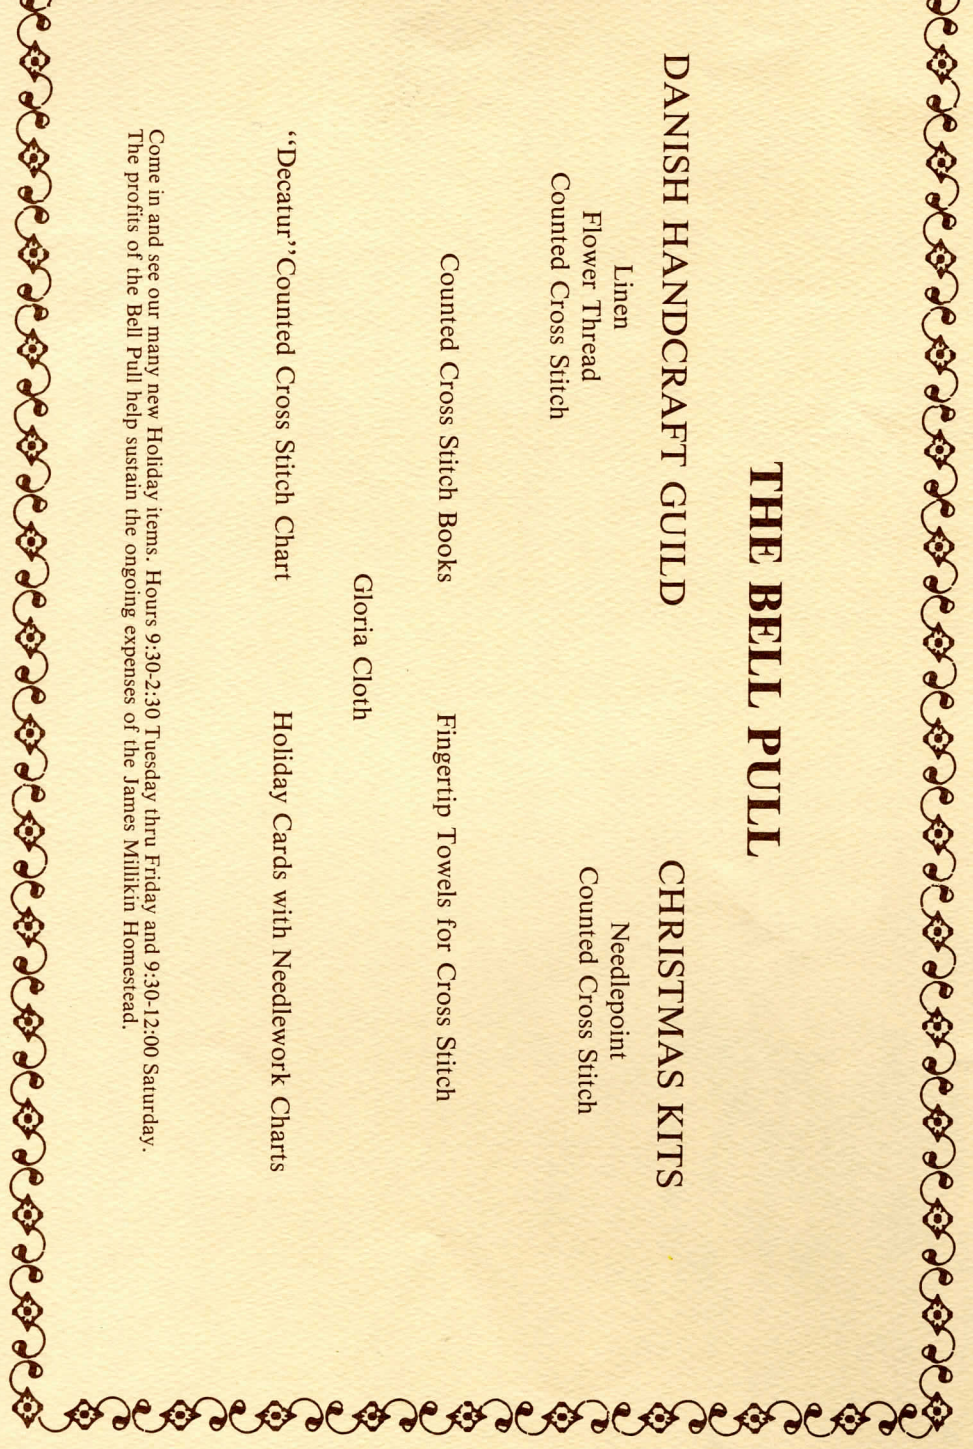 THE BELL PULL
DANISH HANDCRAFT GUILD
Linen
Flower Thread
Counted Cross Stitch
CHRISTMAS KITS
Needlepoint
Counted Cross Stitch
Counted Cross Stitch Books
Fingertip Towels for Cross Stitch
Gloria Cloth
“Decatur”Counted Cross Stitch Chart
Holiday Cards with Needlework Charts
Come in and see our many new Holiday items. Hours 9:30-2:30 Tuesday thru Friday and 9:30-12:00 Saturday.
The profits of the Bell Pull help sustain the ongoing expenses of the James Millikin Homestead.